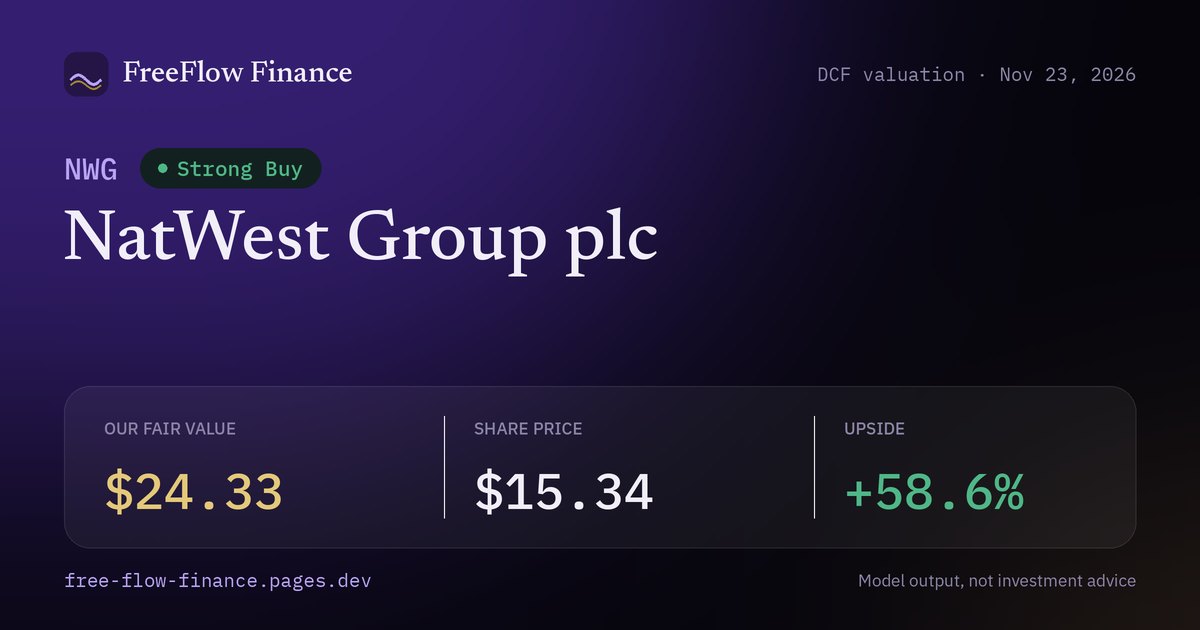 FreeFlow Finance
DCF valuation · Nov 23, 2026
NWG
Strong Buy
NatWest Group plc
OUR FAIR VALUE
$24.33
SHARE PRICE
$15.34
UPSIDE
+58.6%
free-flow-finance.pages.dev
Model output, not investment advice